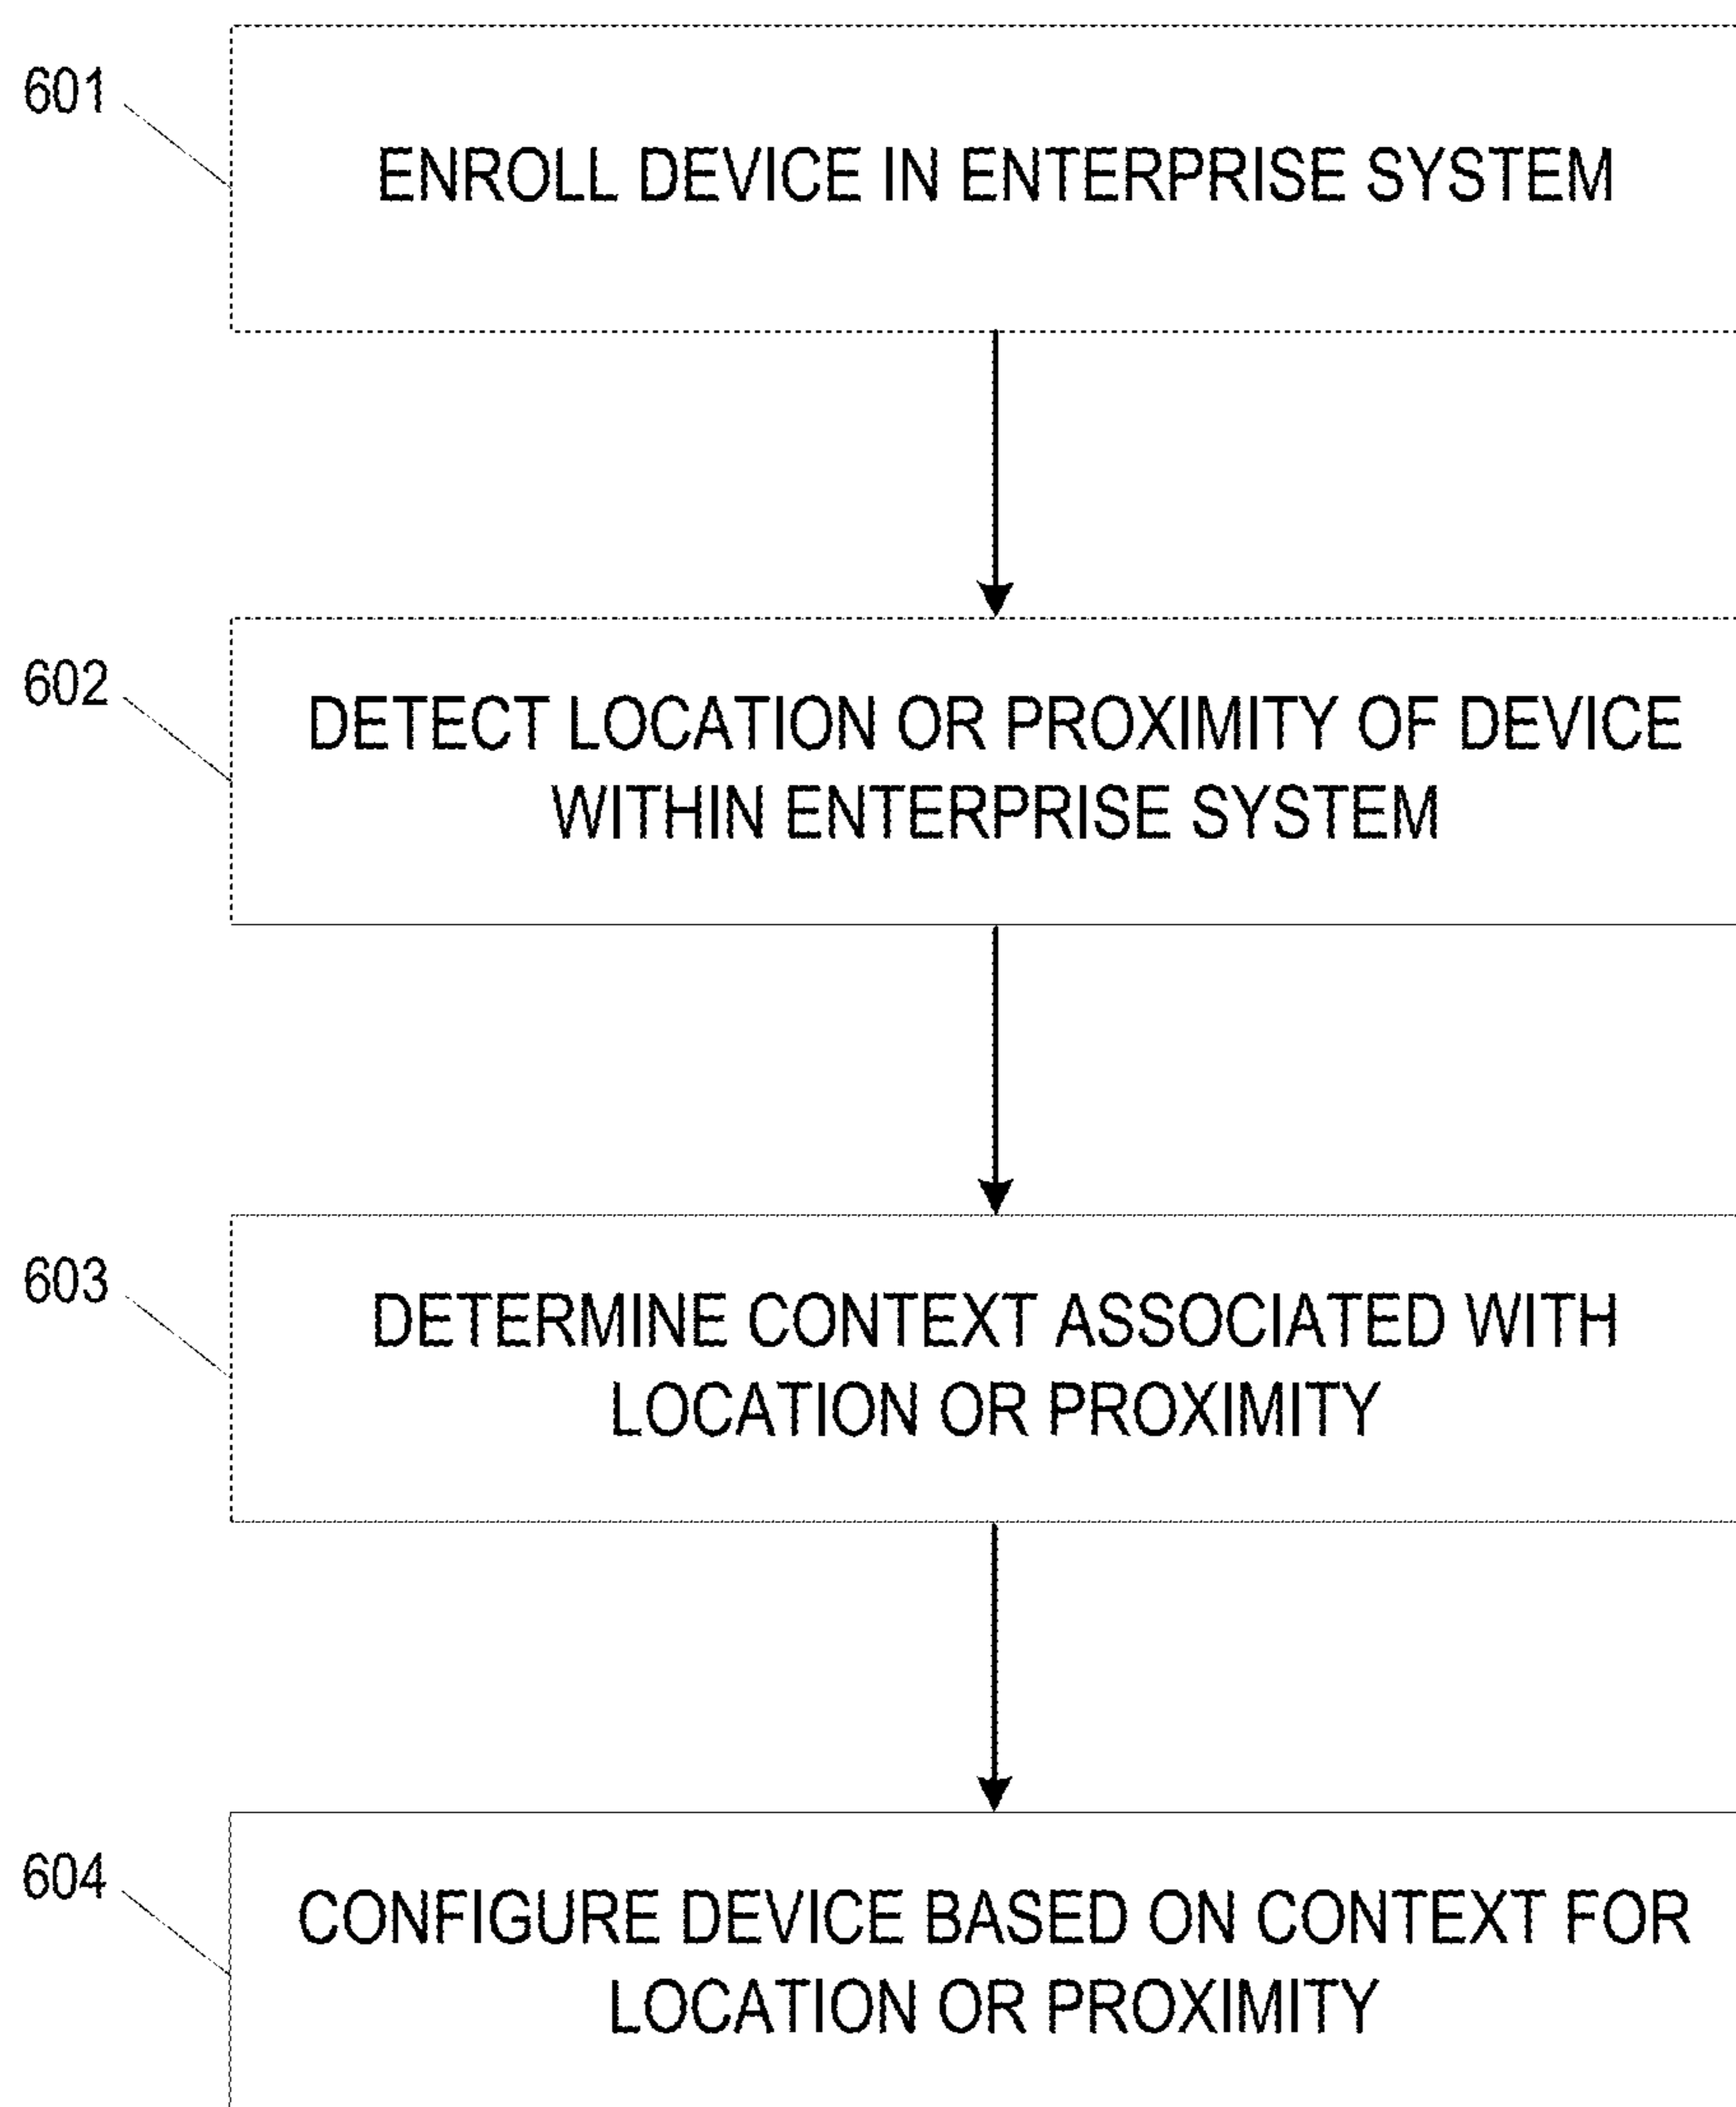 601
ENROLL DEVICE IN ENTERPRISE SYSTEM
602
DETECT LOCATION OR PROXIMITY OF DEVICE
WITHIN ENTERPRISE SYSTEM
603
DETERMINE CONTEXT ASSOCIATED WITH
LOCATION OR PROXIMITY
604
CONFIGURE DEVICE BASED ON CONTEXT FOR
LOCATION OR PROXIMITY